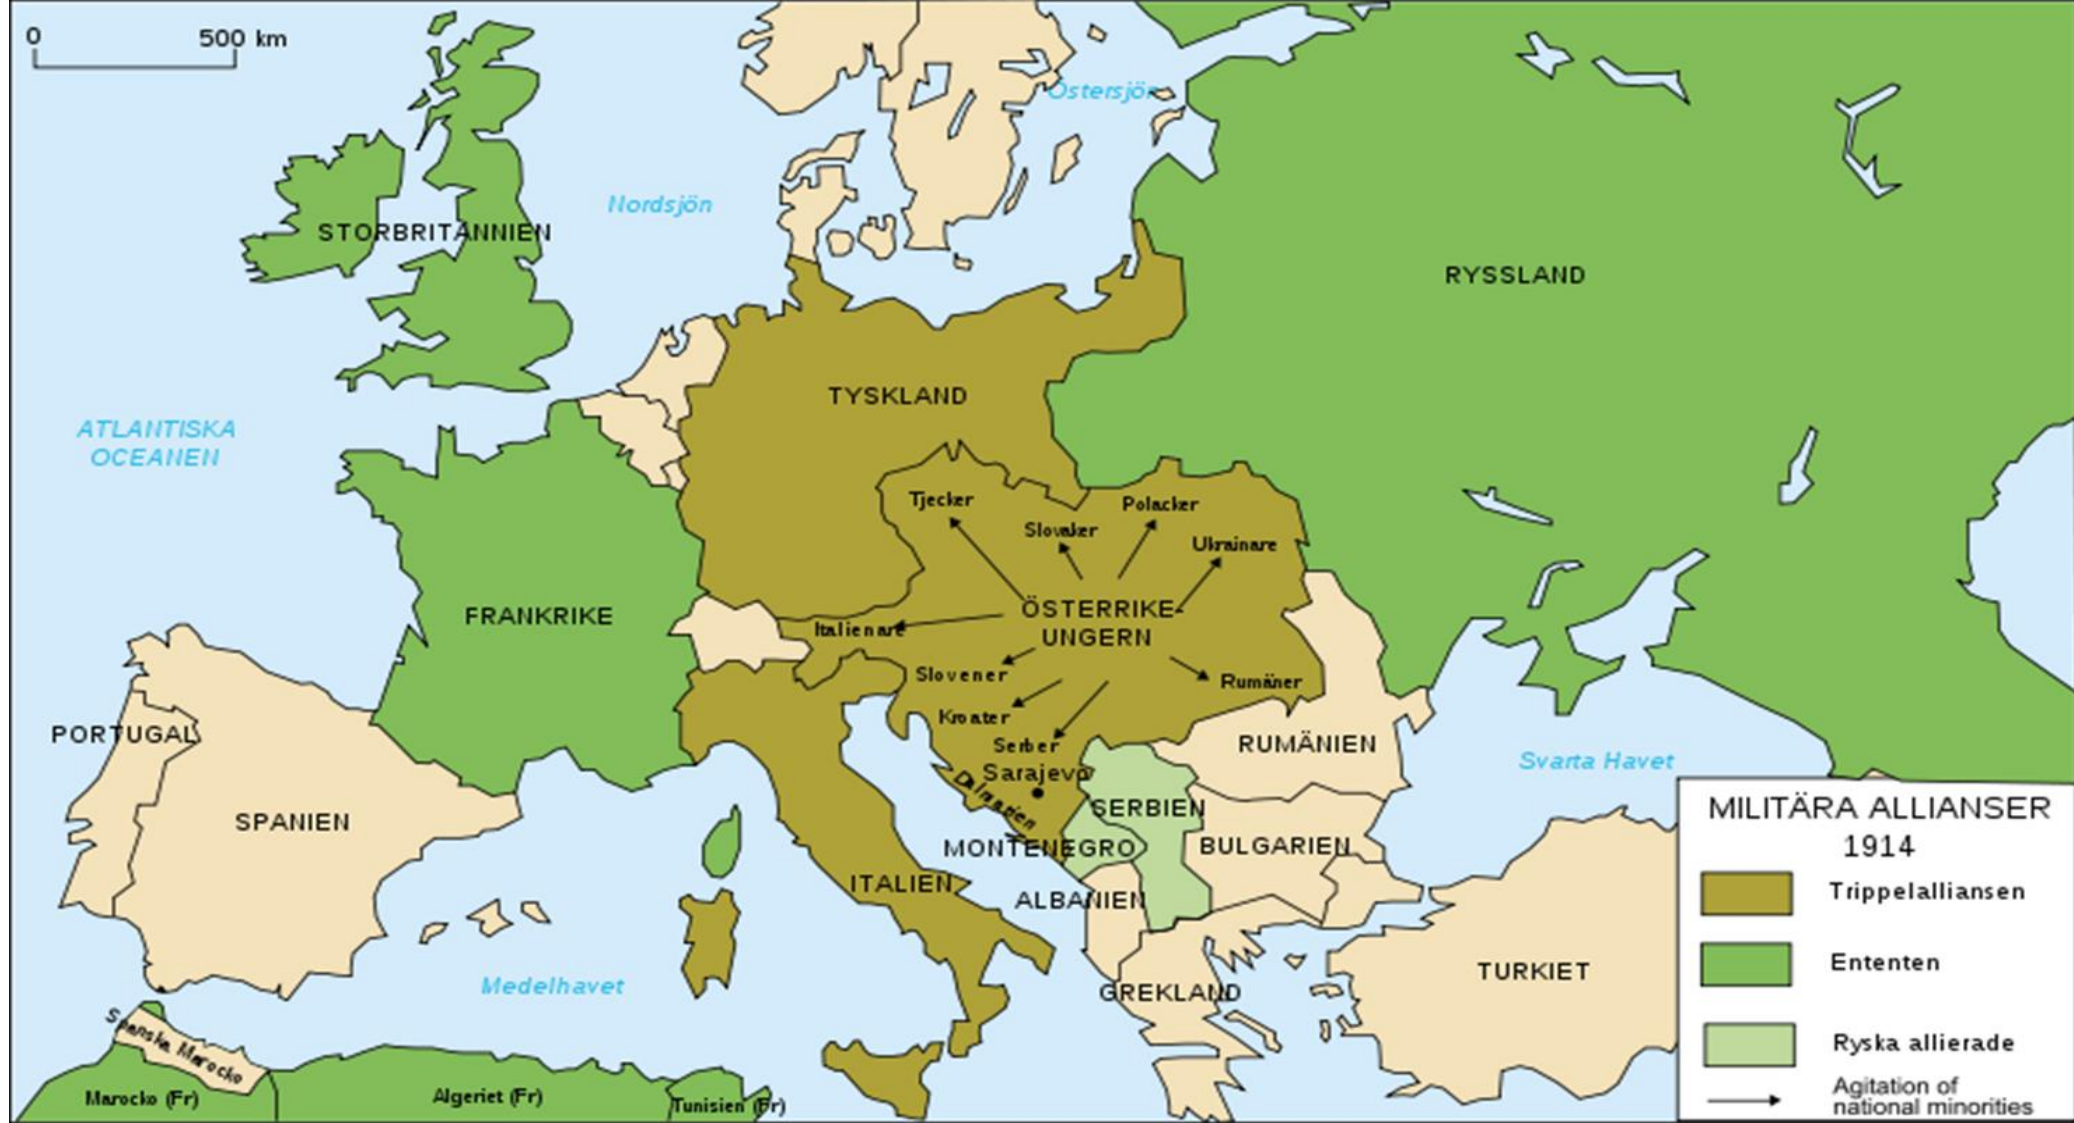 0 500 km
Östersjön
Nordsjön
STORBRITANNIEN
RYSSLAND
TYSKLAND
ATLANTISKA
OCEANEN
Tjecker
Polacker
Slovaker
Ukrainare
ÖSTERRIKE-
UNGERN
FRANKRIKE
Italienare
Slovener
Rumäner
Kroater
Serber
Sarajevo
Dalmatien
PORTUGAL
RUMÄNIEN
Svarta Havet
SPANIEN
SERBIEN
MONTENEGRO
BULGARIEN
ITALIEN
ALBANIEN
TURKIET
Medelhavet
GREKLAND
Spanska Marocko
Marocko (Fr)
Algeriet (Fr)
Tunisien (Fr)
MILITÄRA ALLIANSER
1914
Trippelalliansen
Ententen
Ryska allierade
Agitation of
national minorities